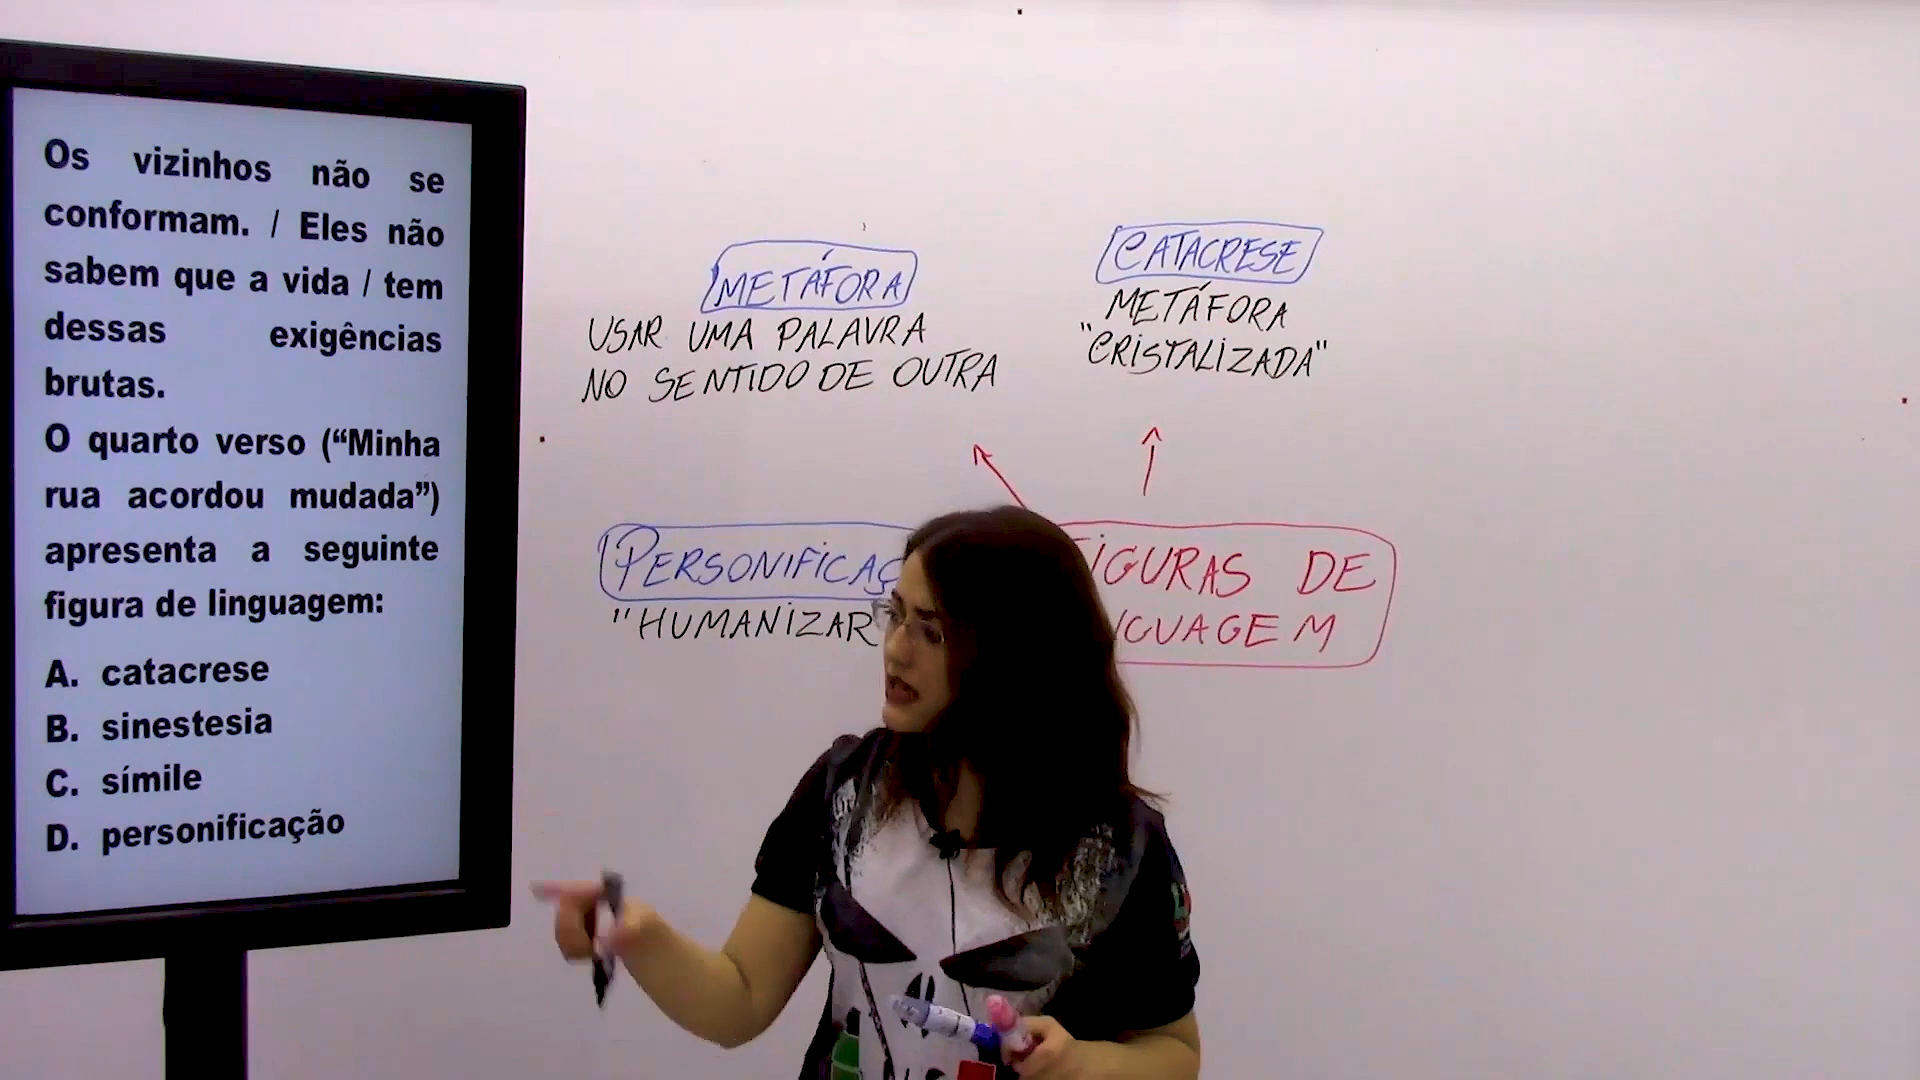 Os vizinhos não se
conformam. / Eles não
sabem que a vida / tem
dessas exigências
brutas.
O quarto verso (“Minha
rua acordou mudada”)
apresenta a seguinte
figura de linguagem:
A. catacrese
B. sinestesia
C. símile
D. personificação
METÁFORA
USAR UMA PALAVRA
NO SENTIDO DE OUTRA
CATACRESE
METÁFORA
"CRISTALIZADA"
PERSONIFICAÇ
"HUMANIZAR
FIGURAS DE
GUAGEM